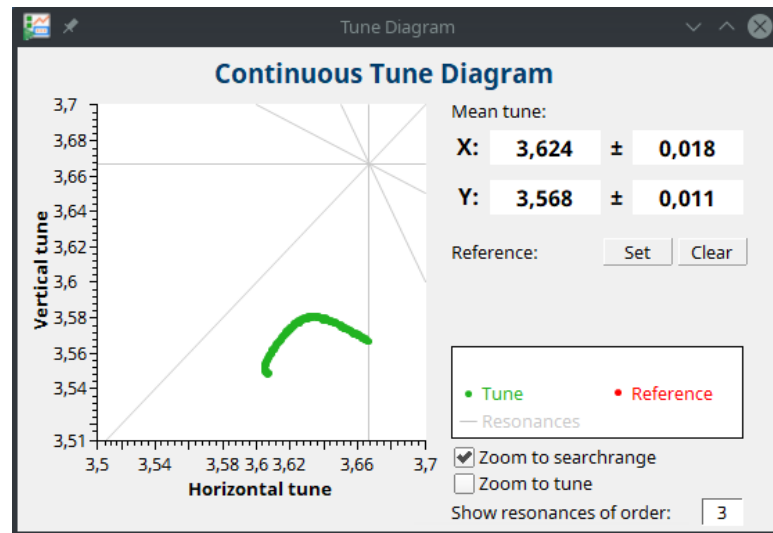 Tune Diagram
Continuous Tune Diagram
3,7
3,68
3,66
3,64
3,62
3,6
3,58
3,56
3,54
3,51
Vertical tune
3,5 3,54 3,58 3,6 3,62 3,66 3,7
Horizontal tune
Mean tune:
X: 3,624 ± 0,018
Y: 3,568 ± 0,011
Reference: Set Clear
Tune Reference
Resonances
Zoom to searchrange
Zoom to tune
Show resonances of order: 3